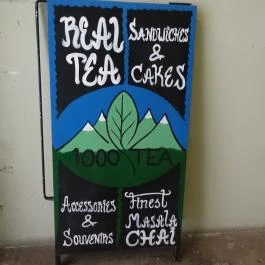 REAL
TEA
SANDWICHES
&
CAKES
1000 TEA
ACCESSORIES
&
SOUVENIRS
FINEST
MASALA
CHAI